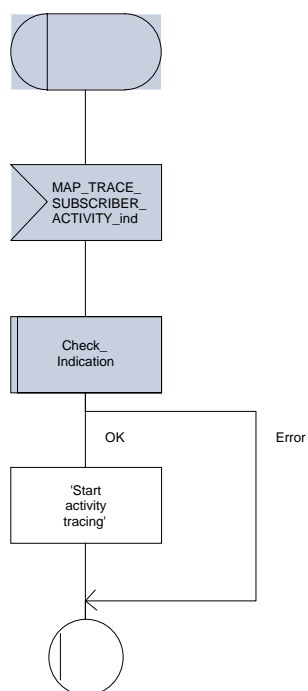 MAP_TRACE_
SUBSCRIBER_
ACTIVITY_ind
Check_
Indication
OK
Error
'Start
activity
tracing'